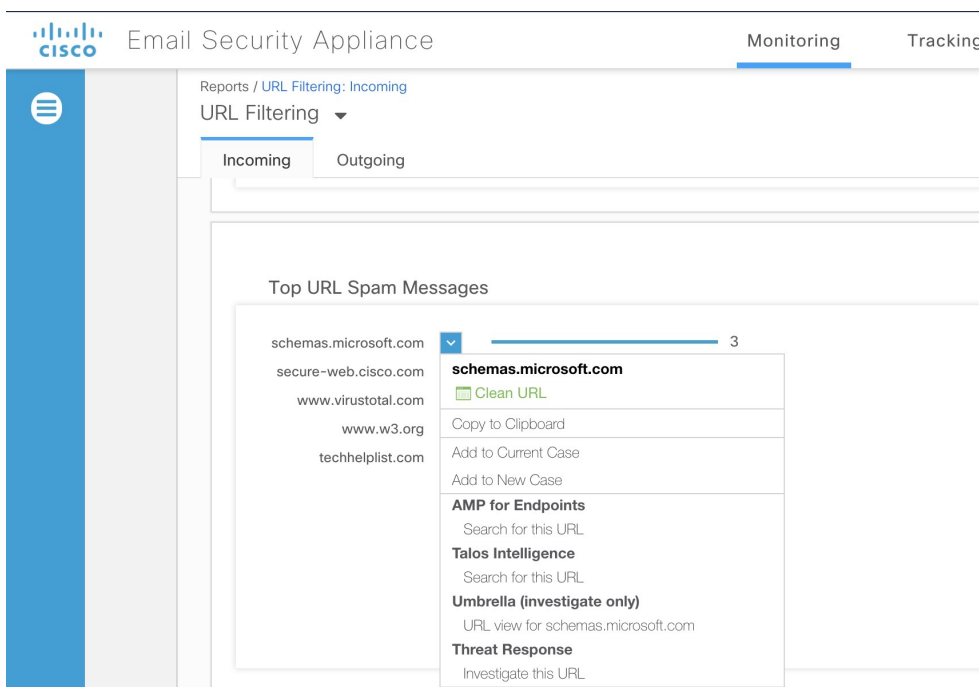 CISCO Email Security Appliance Monitoring Tracking
Reports / URL Filtering: Incoming
URL Filtering
Incoming Outgoing
Top URL Spam Messages
schemas.microsoft.com 3
secure-web.cisco.com
www.virustotal.com
www.w3.org
techhelplist.com
schemas.microsoft.com
Clean URL
Copy to Clipboard
Add to Current Case
Add to New Case
AMP for Endpoints
Search for this URL
Talos Intelligence
Search for this URL
Umbrella (investigate only)
URL view for schemas.microsoft.com
Threat Response
Investigate this URL